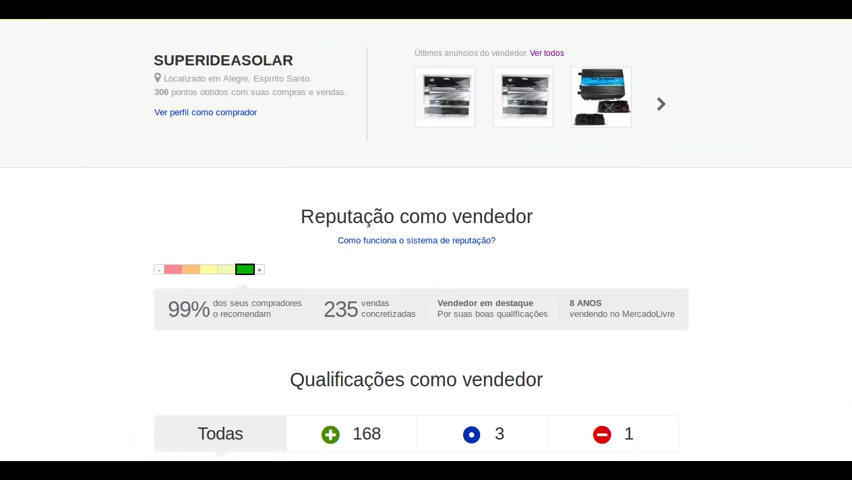 SUPERIDEASOLAR
Localizado em Alegre, Espirito Santo.
306 pontos obtidos com suas compras e vendas.
Ver perfil como comprador
Últimos anúncios do vendedor. Ver todos
Reputação como vendedor
Como funciona o sistema de reputação?
- +
99% dos seus compradores
o recomendam
235 vendas
concretizadas
Vendedor em destaque
Por suas boas qualificações
8 ANOS
vendendo no MercadoLivre
Qualificações como vendedor
Todas 168 3 1